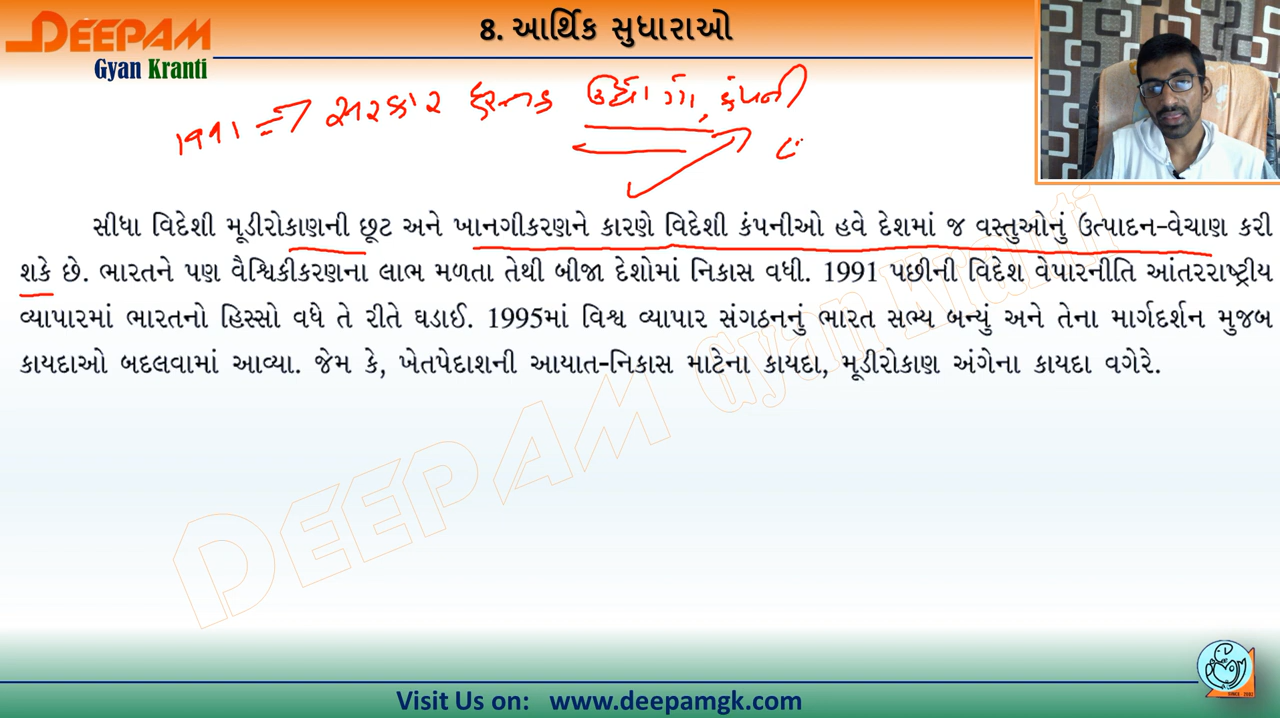 DEEPAM
Gyan Kranti
8. આર્થિક સુધારાઓ
1991 => સરકાર હસ્તક ઉદ્યોગો, કંપની
સીધા વિદેશી મૂડીરોકાણની છૂટ અને ખાનગીકરણને કારણે વિદેશી કંપનીઓ હવે દેશમાં જ વસ્તુઓનું ઉત્પાદન-વેચાણ કરી
શકે છે. ભારતને પણ વૈશ્વિકીકરણના લાભ મળતા તેથી બીજા દેશોમાં નિકાસ વધી. 1991 પછીની વિદેશ વેપારનીતિ આંતરરાષ્ટ્રીય
વ્યાપારમાં ભારતનો હિસ્સો વધે તે રીતે ઘડાઈ. 1995માં વિશ્વ વ્યાપાર સંગઠનનું ભારત સભ્ય બન્યું અને તેના માર્ગદર્શન મુજબ
કાયદાઓ બદલવામાં આવ્યા. જેમ કે, ખેતપેદાશની આયાત-નિકાસ માટેના કાયદા, મૂડીરોકાણ અંગેના કાયદા વગેરે.
DEEPAM Gyan Kranti
Visit Us on: www.deepamgk.com